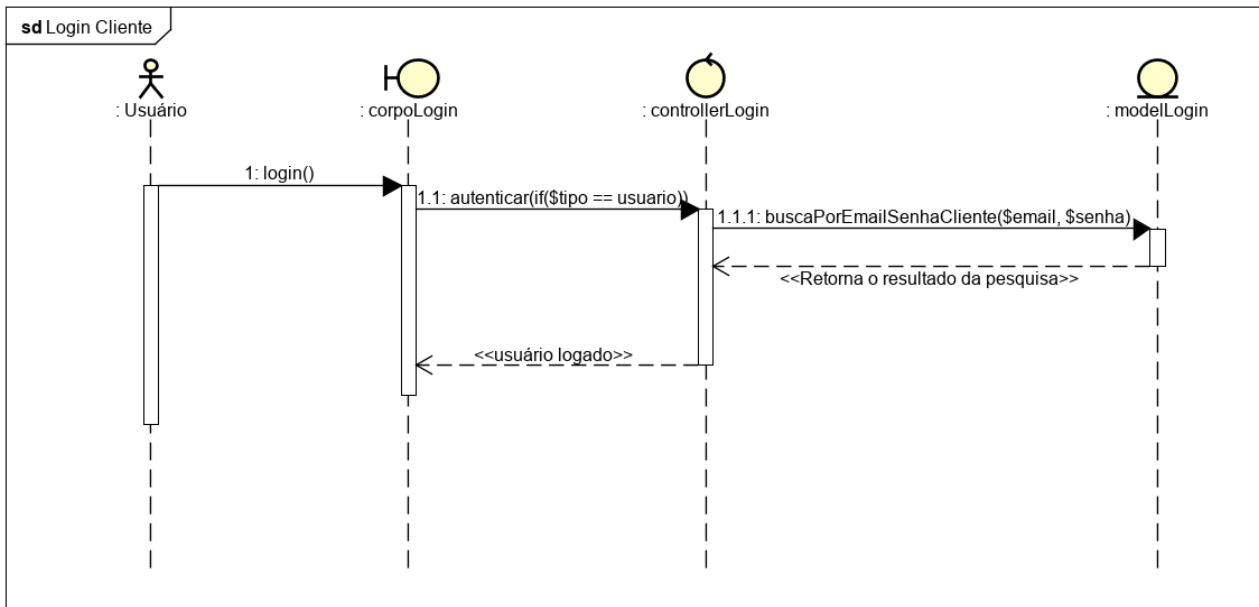 sd Login Cliente
: Usuário
: corpoLogin
: controllerLogin
: modelLogin
1: login()
1.1: autenticar(if($tipo == usuario))
1.1.1: buscaPorEmailSenhaCliente($email, $senha)
<<Retorna o resultado da pesquisa>>
<<usuário logado>>